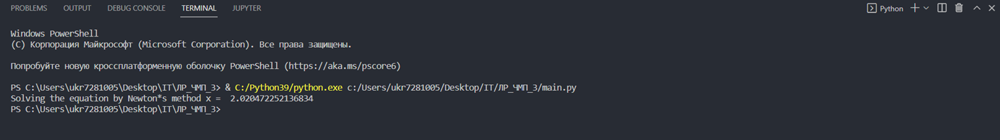 PROBLEMS OUTPUT DEBUG CONSOLE TERMINAL JUPYTER Python
Windows PowerShell
(C) Корпорация Майкрософт (Microsoft Corporation). Все права защищены.
Попробуйте новую кроссплатформенную оболочку PowerShell (https://aka.ms/pscore6)
PS C:\Users\ukr7281005\Desktop\IT\ЛР_ЧМП_3> & C:/Python39/python.exe c:/Users/ukr7281005/Desktop/IT/ЛР_ЧМП_3/main.py
Solving the equation by Newton*s method x =  2.020472252136834
PS C:\Users\ukr7281005\Desktop\IT\ЛР_ЧМП_3>